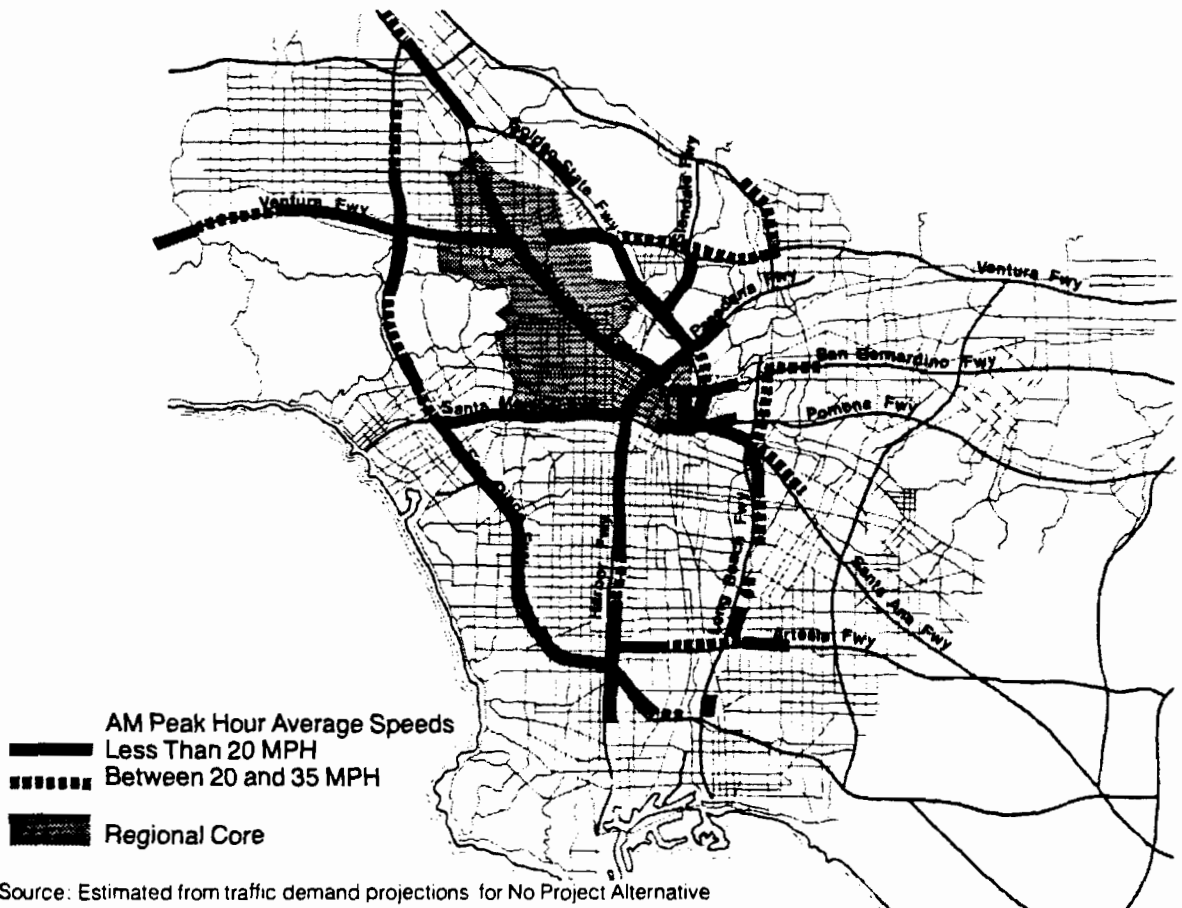 Golden State Fwy
Glendale Fwy
Ventura Fwy
Pasadena Fwy
Ventura Fwy
San Bernardino Fwy
Pomona Fwy
Santa
Long Beach Fwy
Harbor Fwy
Santa Ana Fwy
Artesia Fwy
AM Peak Hour Average Speeds
Less Than 20 MPH
Between 20 and 35 MPH
Regional Core
Source: Estimated from traffic demand projections for No Project Alternative